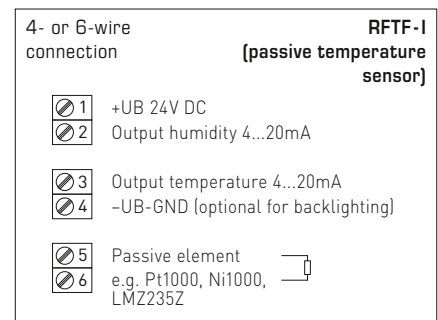 4- or 6-wire RFTF-I
connection (passive temperature
sensor)
1 +UB 24V DC
2 Output humidity 4...20mA
3 Output temperature 4...20mA
4 –UB-GND (optional for backlighting)
5 Passive element
6 e.g. Pt1000, Ni1000,
LMZ235Z